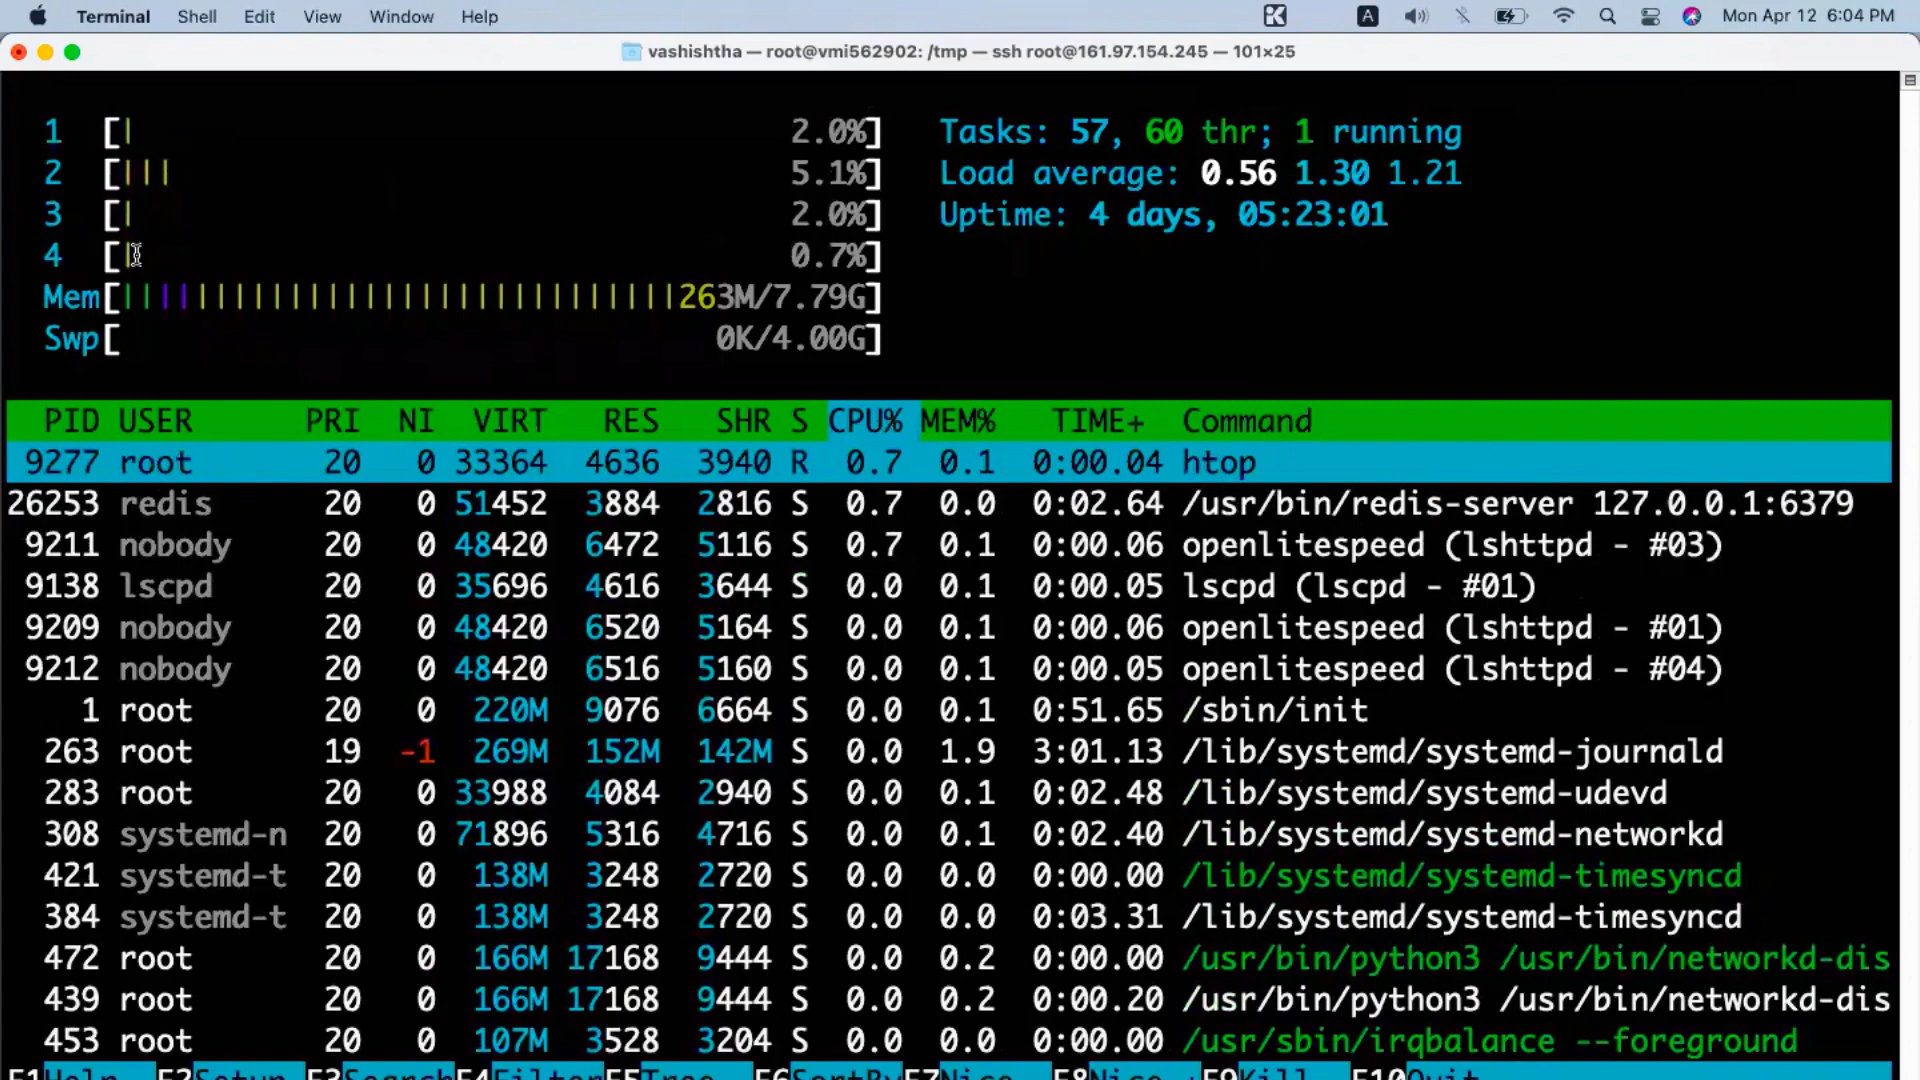 Terminal Shell Edit View Window Help A Mon Apr 12 6:04 PM
vashishtha — root@vmi562902: /tmp — ssh root@161.97.154.245 — 101×25
1 [| 2.0%] Tasks: 57, 60 thr; 1 running
2 [||| 5.1%] Load average: 0.56 1.30 1.21
3 [| 2.0%] Uptime: 4 days, 05:23:01
4 [| 0.7%]
Mem[||||||||||||||||||||||||||||||263M/7.79G]
Swp[ 0K/4.00G]
PID USER PRI NI VIRT RES SHR S CPU% MEM% TIME+ Command
9277 root 20 0 33364 4636 3940 R 0.7 0.1 0:00.04 htop
26253 redis 20 0 51452 3884 2816 S 0.7 0.0 0:02.64 /usr/bin/redis-server 127.0.0.1:6379
9211 nobody 20 0 48420 6472 5116 S 0.7 0.1 0:00.06 openlitespeed (lshttpd - #03)
9138 lscpd 20 0 35696 4616 3644 S 0.0 0.1 0:00.05 lscpd (lscpd - #01)
9209 nobody 20 0 48420 6520 5164 S 0.0 0.1 0:00.06 openlitespeed (lshttpd - #01)
9212 nobody 20 0 48420 6516 5160 S 0.0 0.1 0:00.05 openlitespeed (lshttpd - #04)
1 root 20 0 220M 9076 6664 S 0.0 0.1 0:51.65 /sbin/init
263 root 19 -1 269M 152M 142M S 0.0 1.9 3:01.13 /lib/systemd/systemd-journald
283 root 20 0 33988 4084 2940 S 0.0 0.1 0:02.48 /lib/systemd/systemd-udevd
308 systemd-n 20 0 71896 5316 4716 S 0.0 0.1 0:02.40 /lib/systemd/systemd-networkd
421 systemd-t 20 0 138M 3248 2720 S 0.0 0.0 0:00.00 /lib/systemd/systemd-timesyncd
384 systemd-t 20 0 138M 3248 2720 S 0.0 0.0 0:03.31 /lib/systemd/systemd-timesyncd
472 root 20 0 166M 17168 9444 S 0.0 0.2 0:00.00 /usr/bin/python3 /usr/bin/networkd-dis
439 root 20 0 166M 17168 9444 S 0.0 0.2 0:00.20 /usr/bin/python3 /usr/bin/networkd-dis
453 root 20 0 107M 3528 3204 S 0.0 0.0 0:00.00 /usr/sbin/irqbalance --foreground
F1Help F2Setup F3SearchF4FilterF5Tree F6SortByF7Nice -F8Nice +F9Kill F10Quit